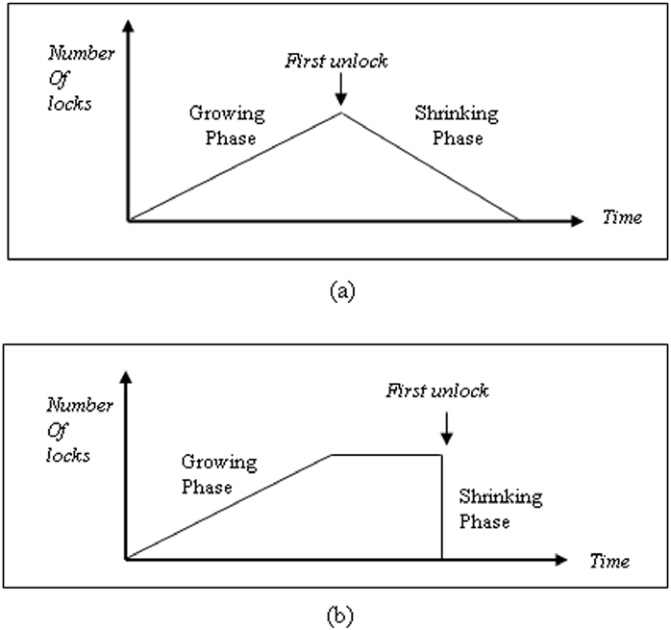 Number
Of
locks
First unlock
Growing
Phase
Shrinking
Phase
Time
(a)
Number
Of
locks
First unlock
Growing
Phase
Shrinking
Phase
Time
(b)